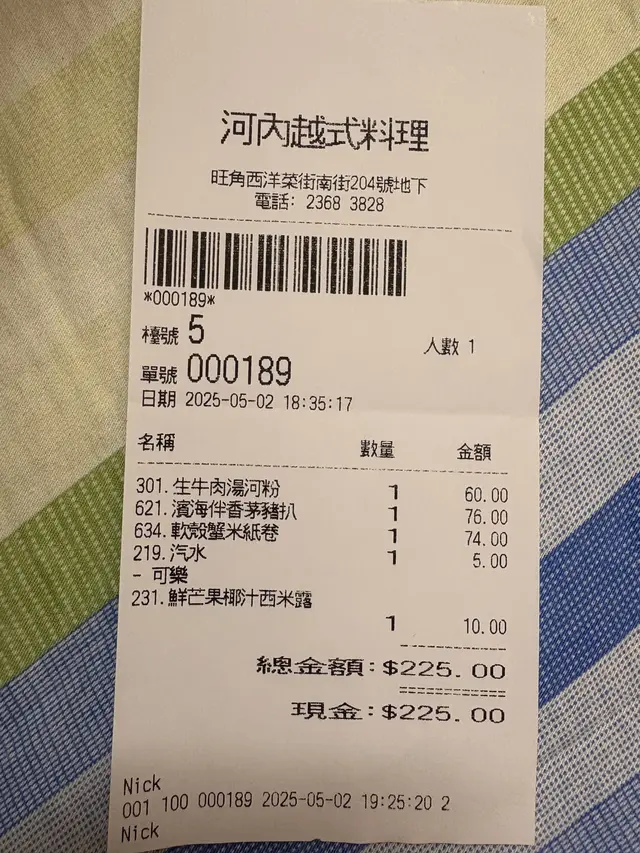 河內越式料理
旺角西洋菜街南街204號地下
電話: 2368 3828
*000189*
檯號 5
人數 1
單號 000189
日期 2025-05-02 18:35:17
名稱 數量 金額
301. 生牛肉湯河粉 1 60.00
621. 濱海伴香茅豬扒 1 76.00
634. 軟殼蟹米紙卷 1 74.00
219. 汽水 1 5.00
- 可樂
231. 鮮芒果椰汁西米露
1 10.00
總金額: $225.00
現金: $225.00
Nick
001 100 000189 2025-05-02 19:25:20 2
Nick